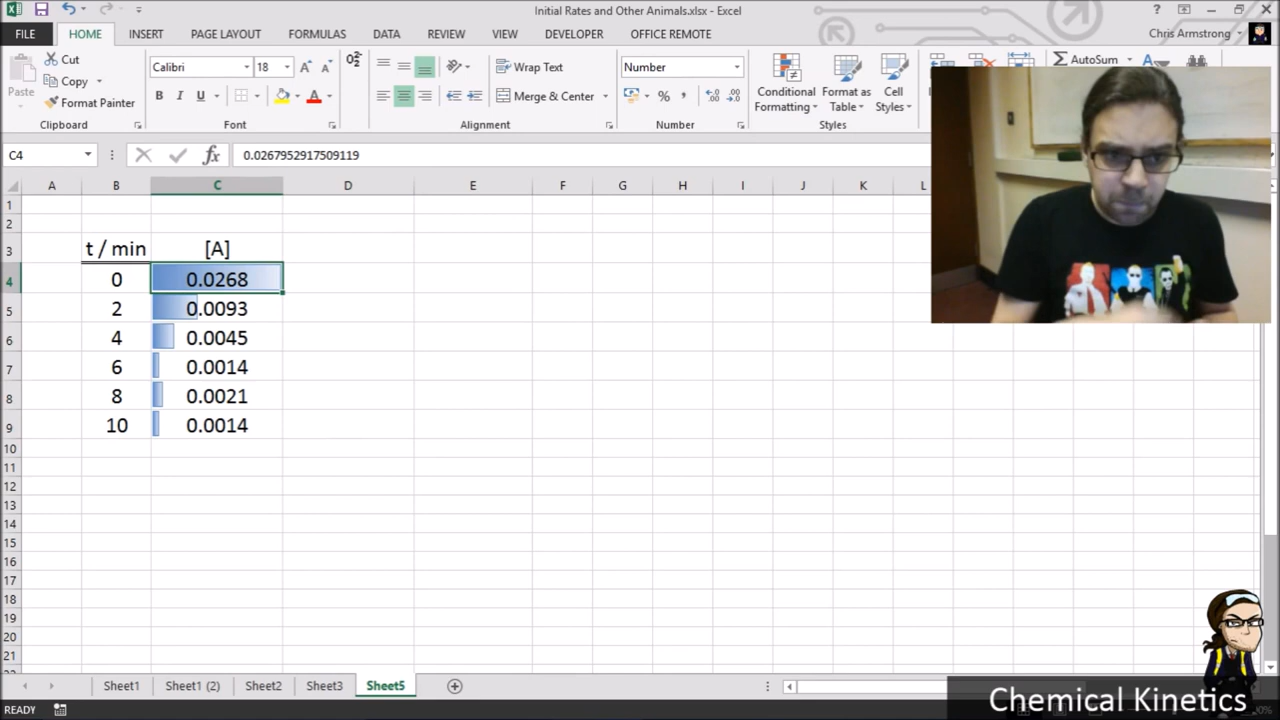 Initial Rates and Other Animals.xlsx - Excel
FILE HOME INSERT PAGE LAYOUT FORMULAS DATA REVIEW VIEW DEVELOPER OFFICE REMOTE Chris Armstrong
Paste
Cut
Copy
Format Painter
Clipboard
Calibri 18
B I U
Font
Wrap Text
Merge & Center
Alignment
Number
Number
Conditional Formatting
Format as Table
Cell Styles
Styles
AutoSum
C4 fx 0.0267952917509119
A B C D E F G H I J K L
1
2
3 t / min [A]
4 0 0.0268
5 2 0.0093
6 4 0.0045
7 6 0.0014
8 8 0.0021
9 10 0.0014
10
11
12
13
14
15
16
17
18
19
20
21
Sheet1 Sheet1 (2) Sheet2 Sheet3 Sheet5
READY
Chemical Kinetics